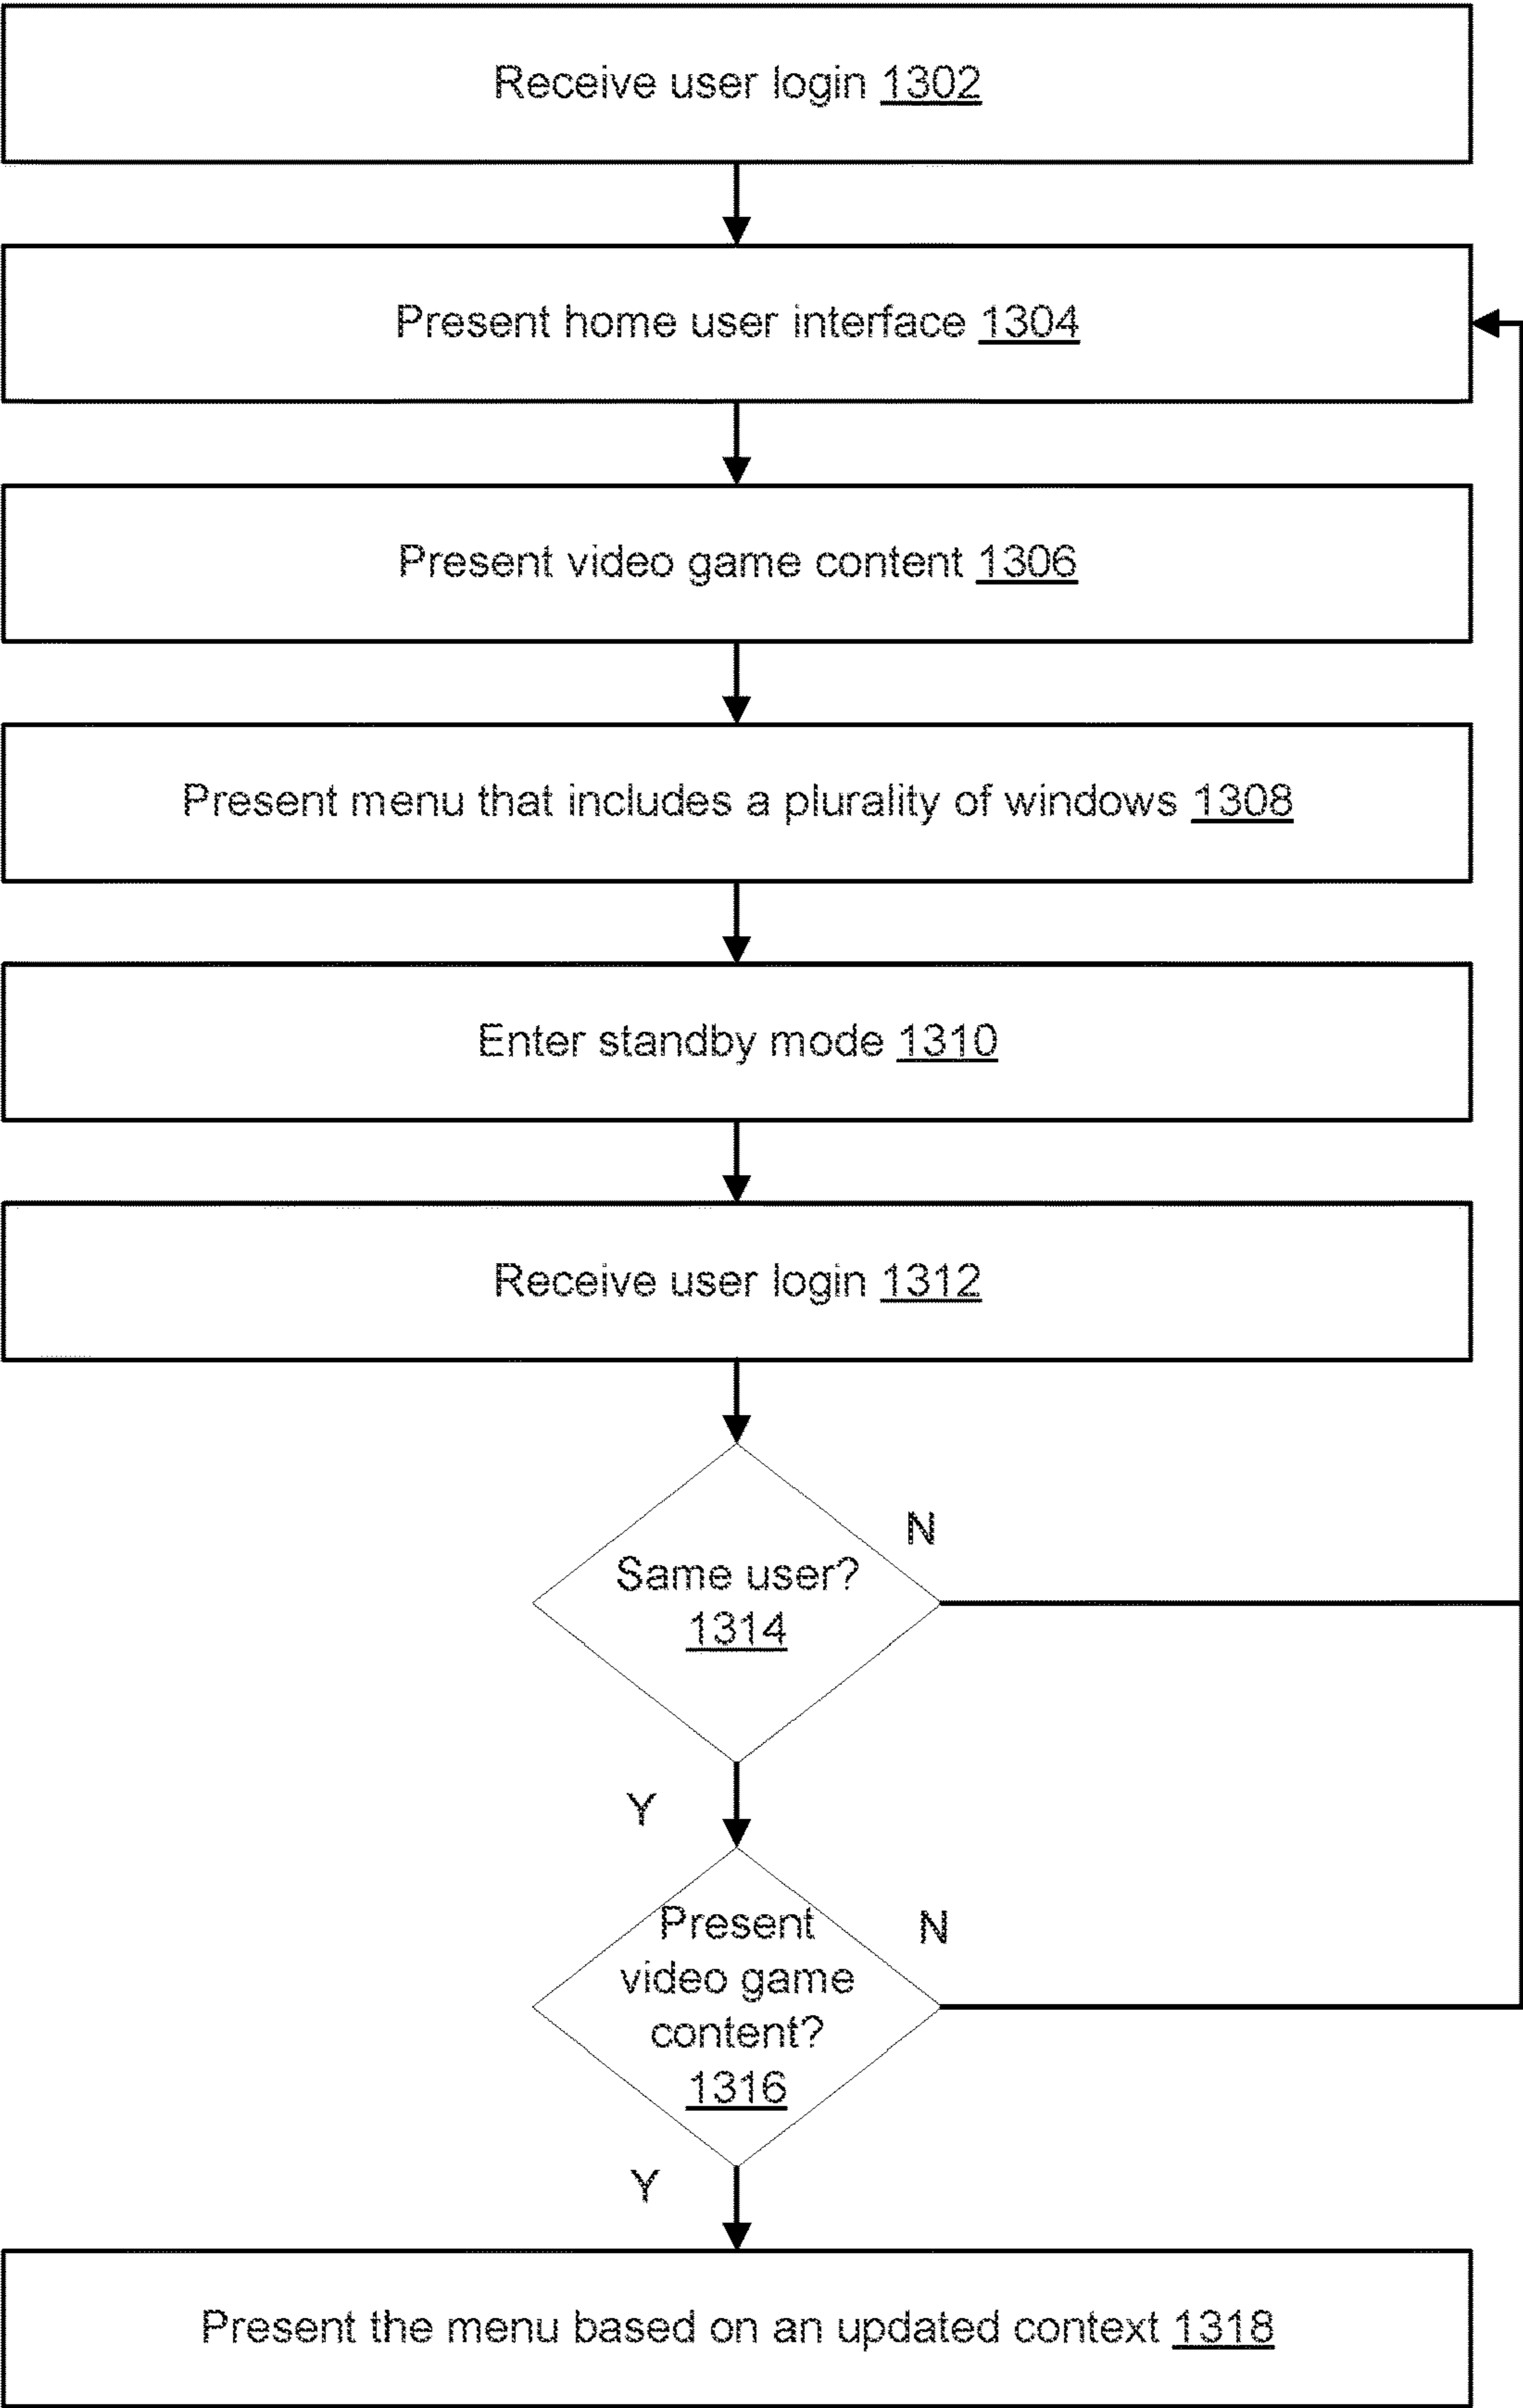 Receive user login 1302
Present home user interface 1304
Present video game content 1306
Present menu that includes a plurality of windows 1308
Enter standby mode 1310
Receive user login 1312
N
Same user?
1314
Y
Present
N
video game
content?
1316
Y
Present the menu based on an updated context 1318